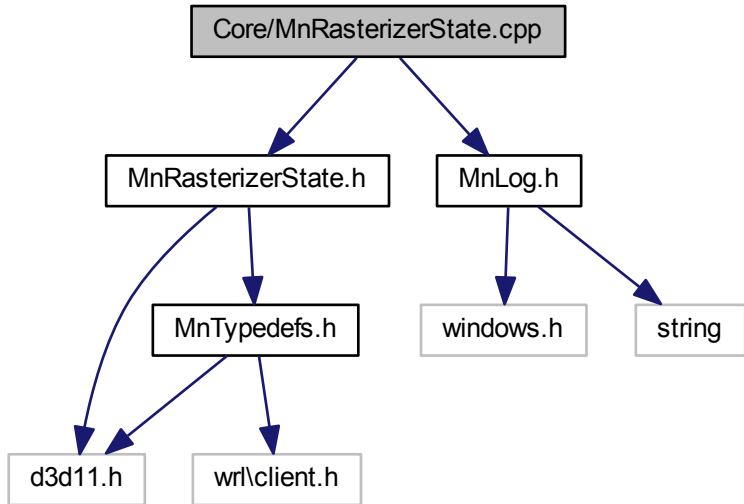 Core/MnRasterizerState.cpp
MnRasterizerState.h
MnLog.h
MnTypedefs.h
windows.h
string
d3d11.h
wrl\client.h